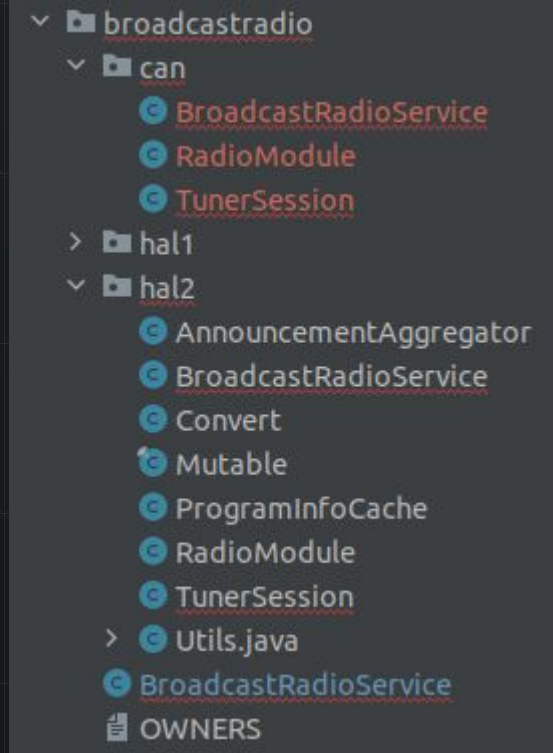 broadcastradio
can
BroadcastRadioService
RadioModule
TunerSession
hal1
hal2
AnnouncementAggregator
BroadcastRadioService
Convert
Mutable
ProgramInfoCache
RadioModule
TunerSession
Utils.java
BroadcastRadioService
OWNERS